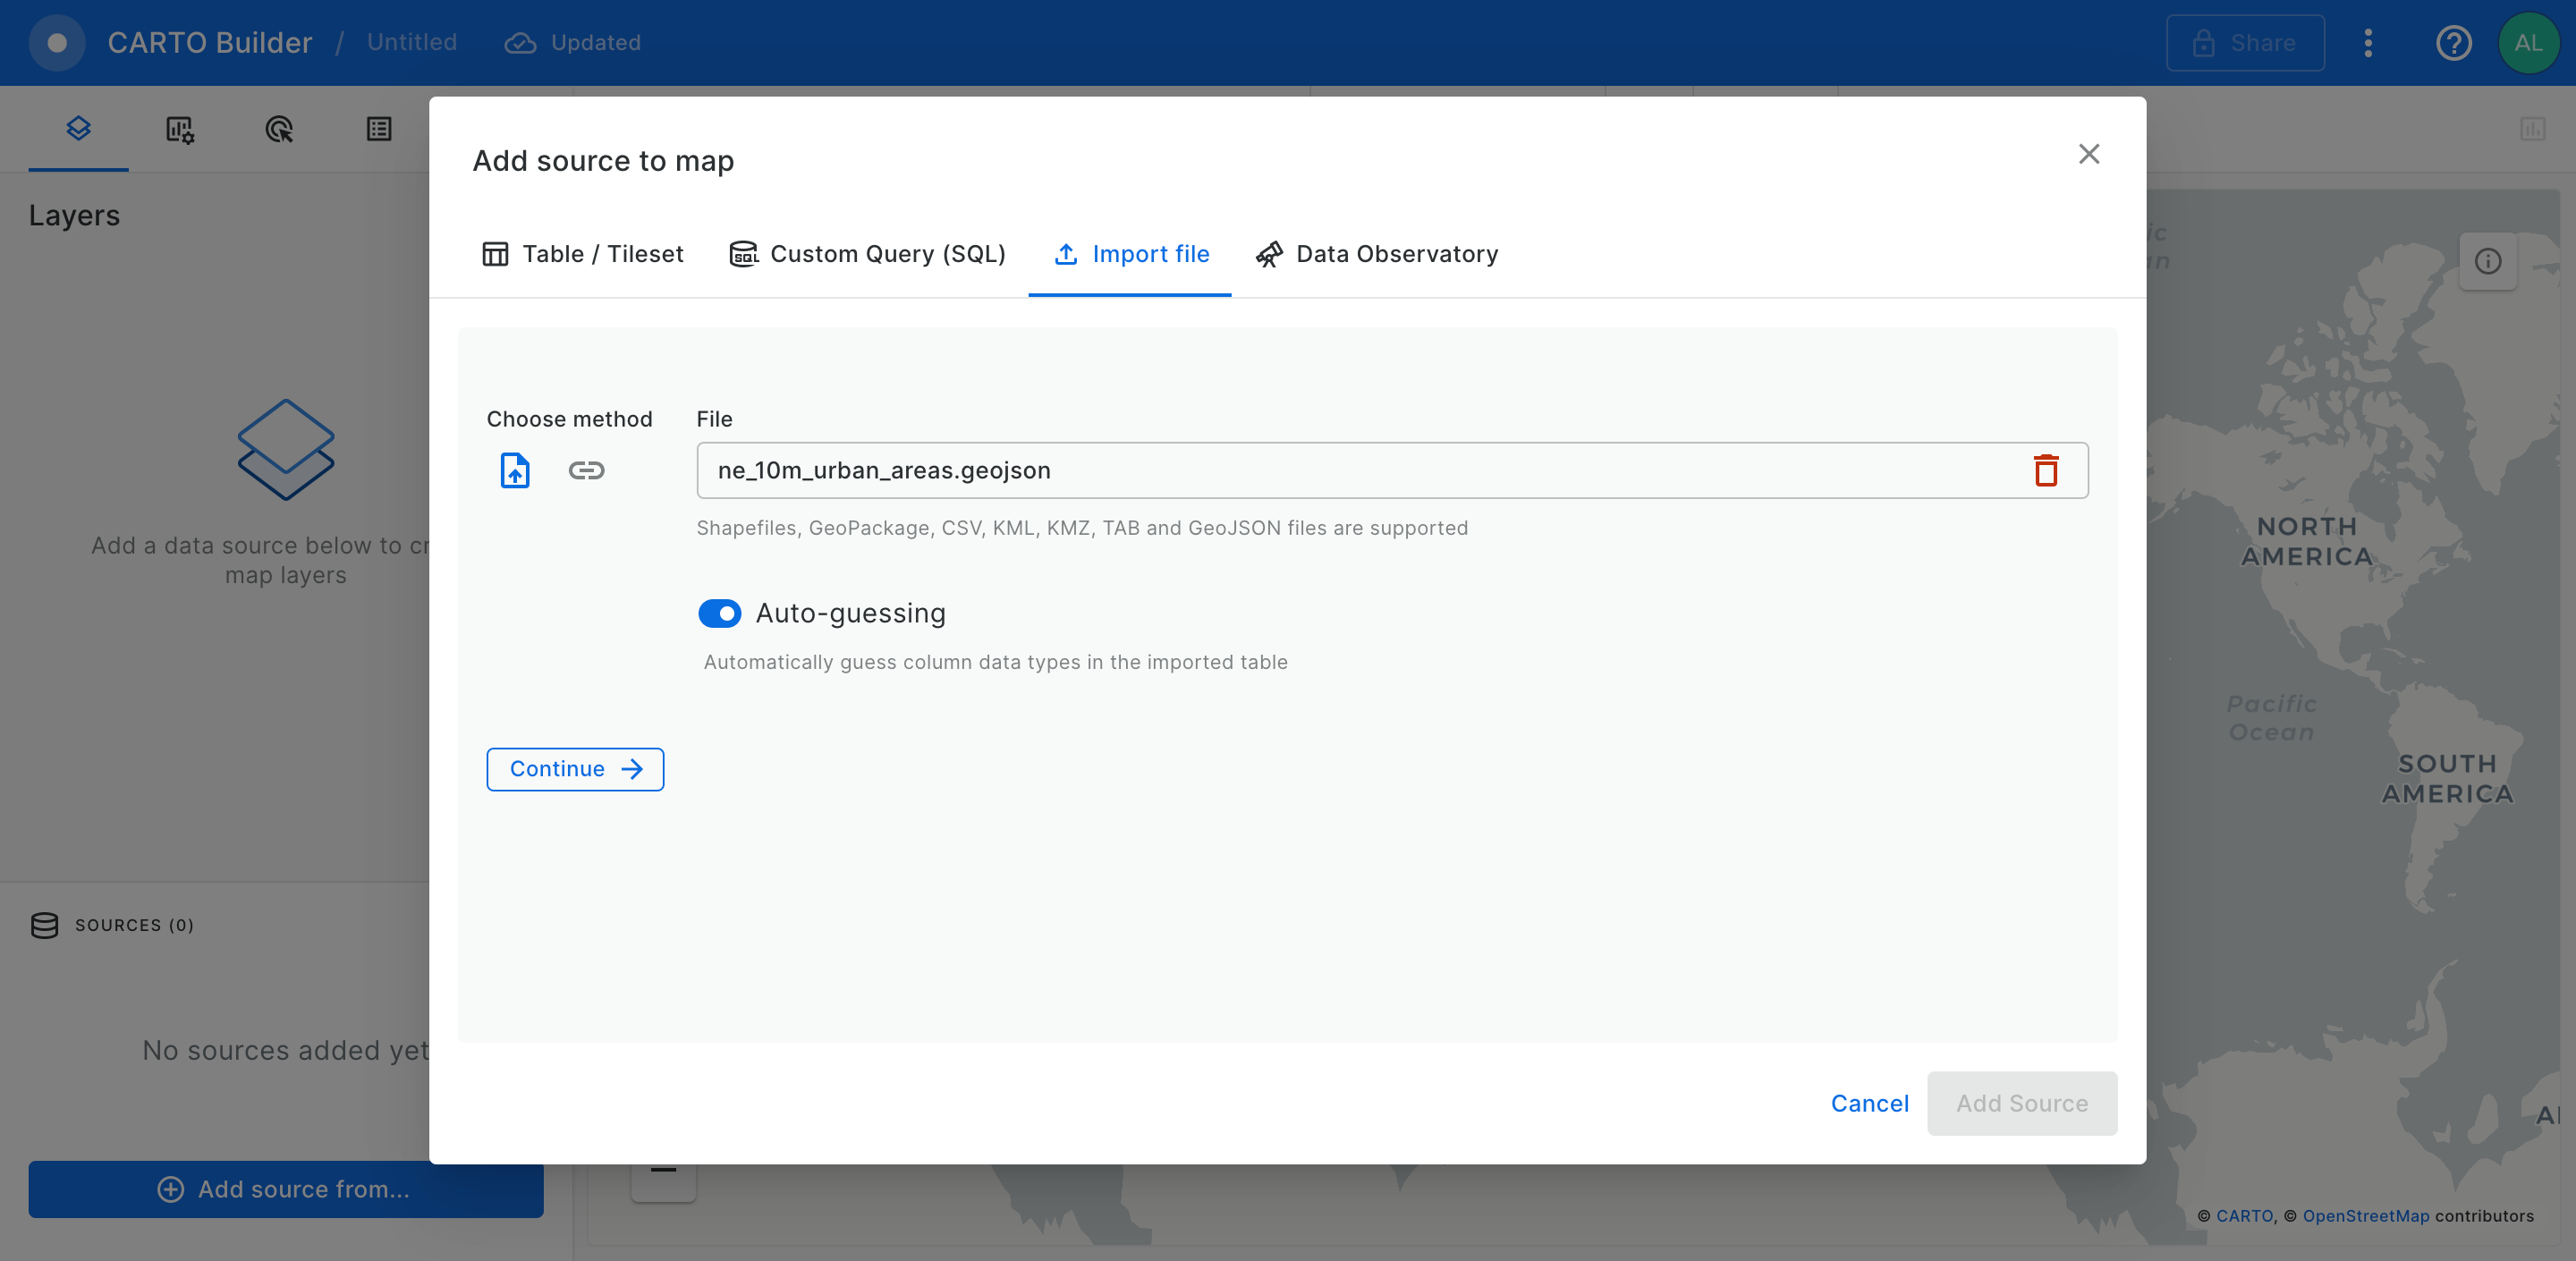 CARTO Builder / Untitled Updated
Share
AL
Layers
Add a data source below to cr
map layers
SOURCES (0)
No sources added yet
Add source from...
Add source to map
Table / Tileset
SQL
Custom Query (SQL)
Import file
Data Observatory
Choose method
File
ne_10m_urban_areas.geojson
Shapefiles, GeoPackage, CSV, KML, KMZ, TAB and GeoJSON files are supported
Auto-guessing
Automatically guess column data types in the imported table
Continue
Cancel
Add Source
NORTH
AMERICA
Pacific
Ocean
SOUTH
AMERICA
© CARTO, © OpenStreetMap contributors